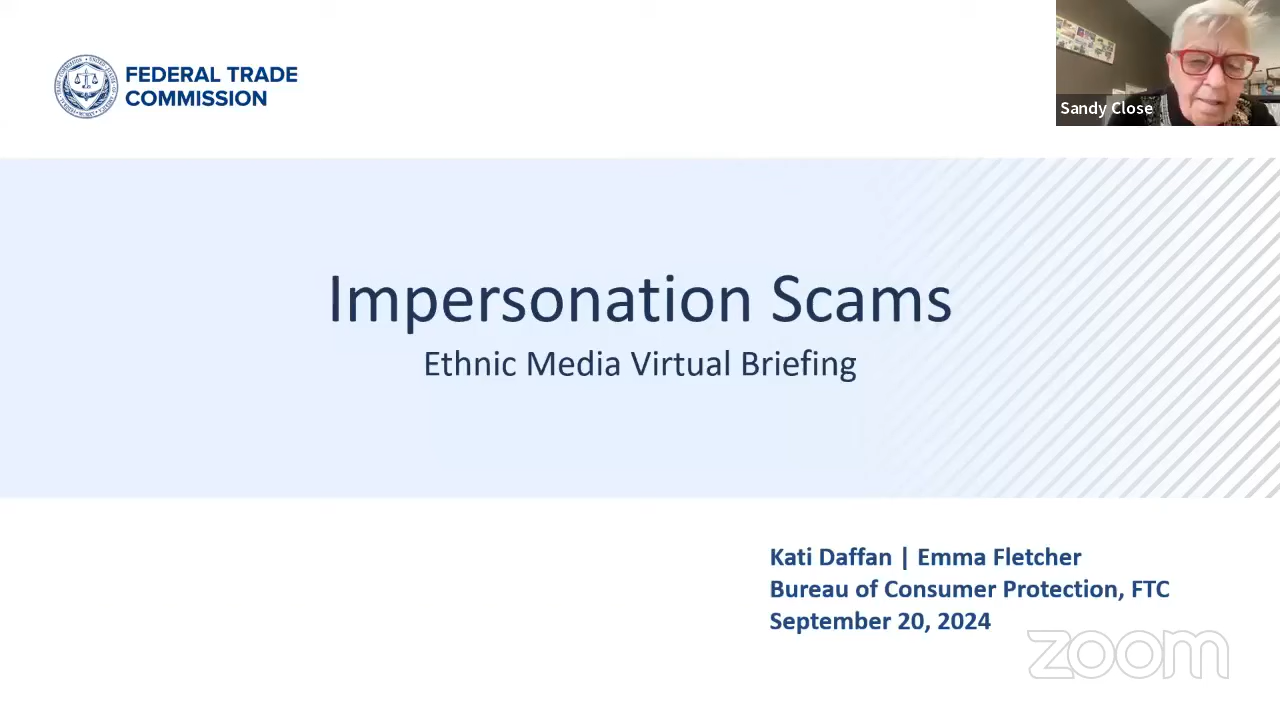 FEDERAL TRADE
COMMISSION
Sandy Close
Impersonation Scams
Ethnic Media Virtual Briefing
Kati Daffan | Emma Fletcher
Bureau of Consumer Protection, FTC
September 20, 2024
zoom